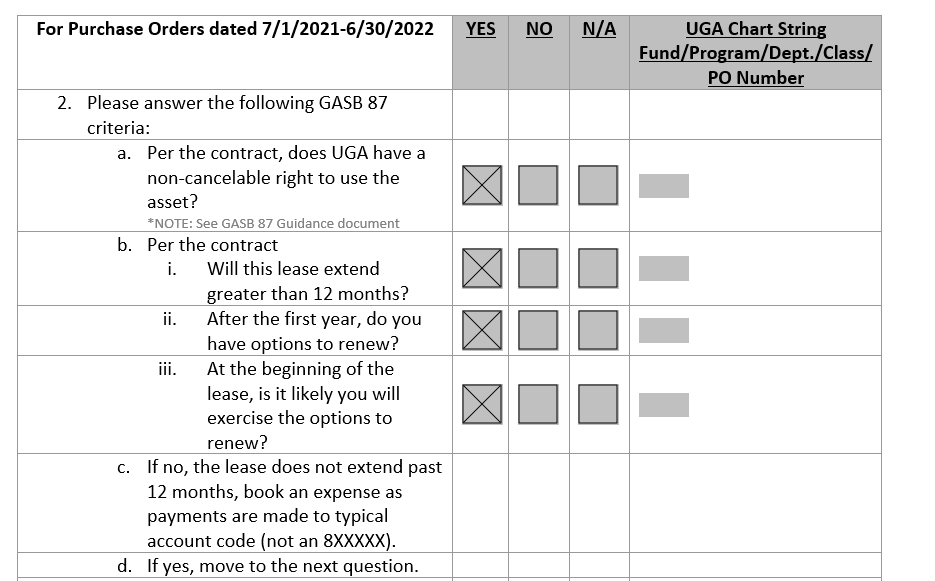 For Purchase Orders dated 7/1/2021-6/30/2022
YES
NO
N/A
UGA Chart String
Fund/Program/Dept./Class/
PO Number
2. Please answer the following GASB 87
criteria:
a. Per the contract, does UGA have a
non-cancelable right to use the
asset?
*NOTE: See GASB 87 Guidance document
b. Per the contract
i. Will this lease extend
greater than 12 months?
ii. After the first year, do you
have options to renew?
iii. At the beginning of the
lease, is it likely you will
exercise the options to
renew?
c. If no, the lease does not extend past
12 months, book an expense as
payments are made to typical
account code (not an 8XXXXX).
d. If yes, move to the next question.